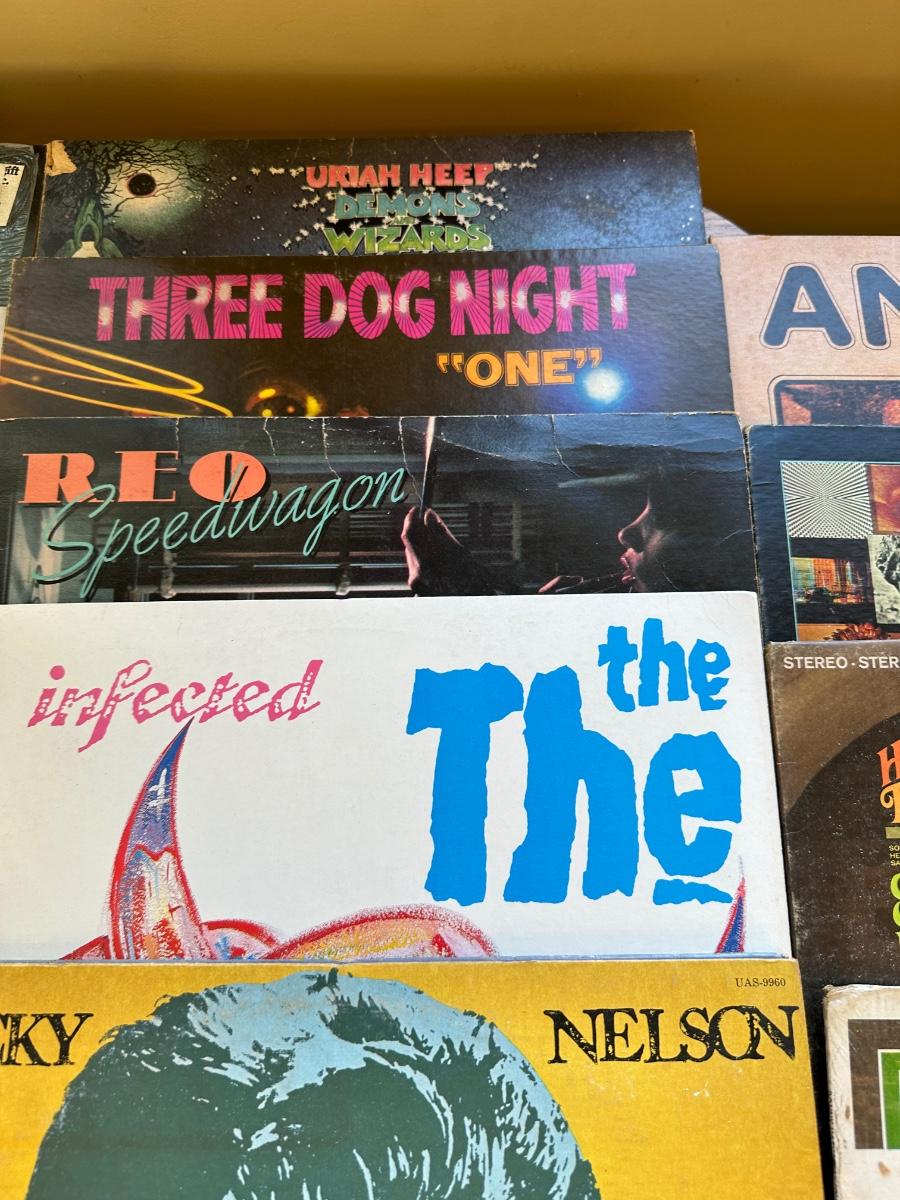 URIAH HEEP
DEMONS
WIZARDS
THREE DOG NIGHT
"ONE"
REO
Speedwagon
infected
the
The
UAS-9960
CKY NELSON
AN
STEREO · STER